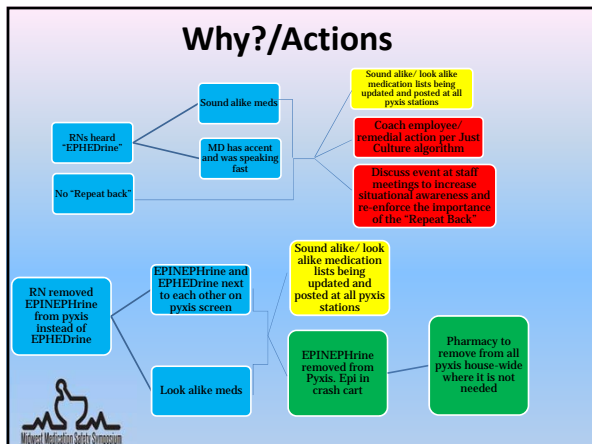 Why?/Actions
RNs heard
"EPHEDrine"
No "Repeat back"
Sound alike meds
MD has accent
and was speaking
fast
Sound alike/ look alike
medication lists being
updated and posted at all
pyxis stations
Coach employee/
remedial action per Just
Culture algorithm
Discuss event at staff
meetings to increase
situational awareness and
re-enforce the importance
of the "Repeat Back"
RN removed
EPINEPHrine
from pyxis
instead of
EPHEDrine
EPINEPHrine and
EPHEDrine next
to each other on
pyxis screen
Look alike meds
Sound alike/ look
alike medication
lists being
updated and
posted at all pyxis
stations
EPINEPHrine
removed from
Pyxis. Epi in
crash cart
Pharmacy to
remove from all
pyxis house-wide
where it is not
needed
Midwest Medication Safety Symposium